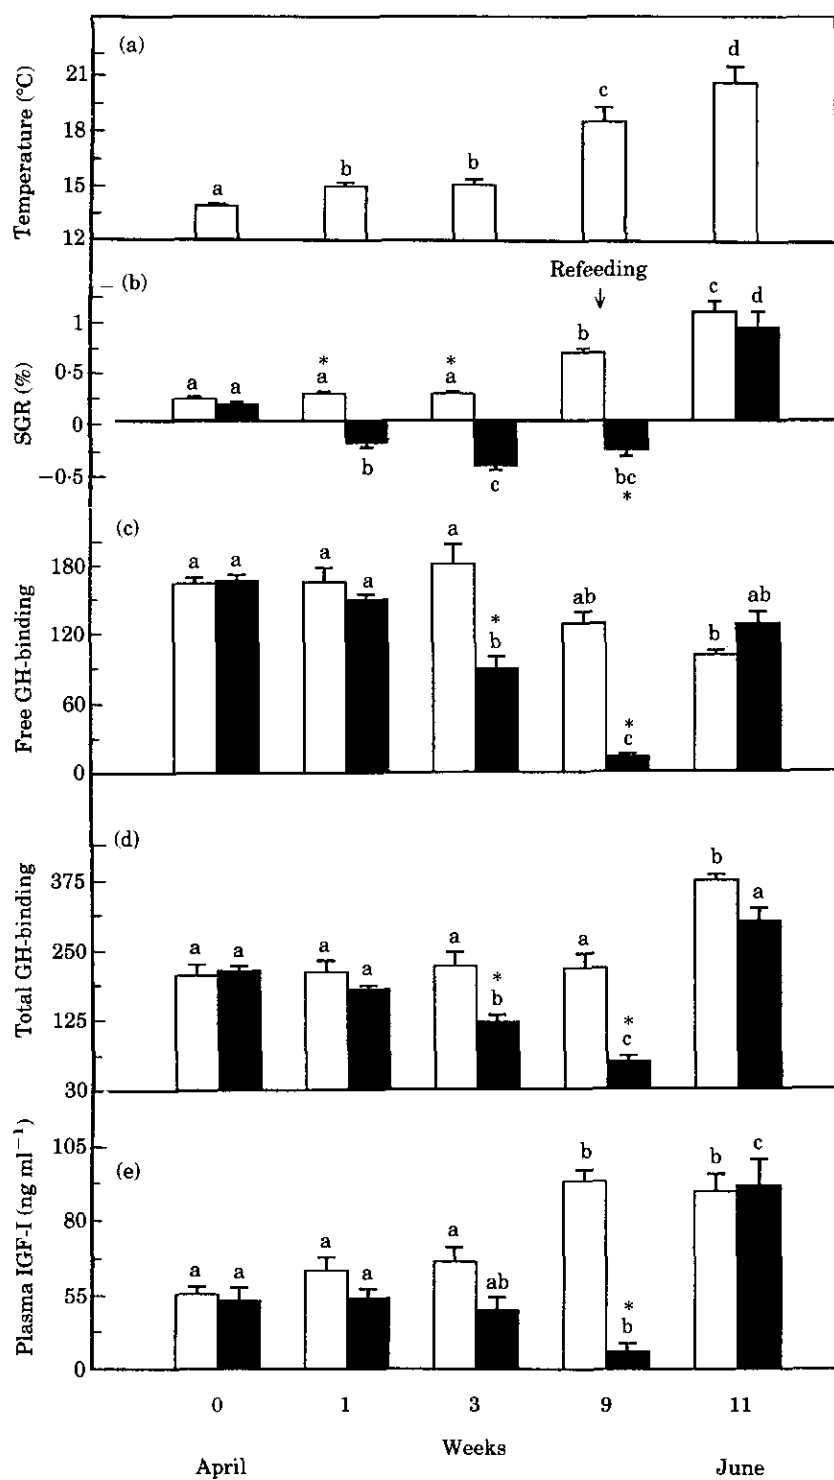 (a)
Temperature (°C)
21
18
15
12
a
b
b
c
d
(b)
Refeeding
SGR (%)
1
0·5
0
−0·5
a a
*
a
b
*
a
c
b
bc
*
c d
(c)
Free GH-binding
180
120
60
0
a a
a a
a
*
b
ab
*
c
b ab
(d)
Total GH-binding
375
250
125
30
a a
a a
a
*
b
a
*
c
b a
(e)
Plasma IGF-I (ng ml⁻¹)
105
80
55
0
a a
a a
a ab
b
*
b
b c
0 1 3 9 11
Weeks
April June